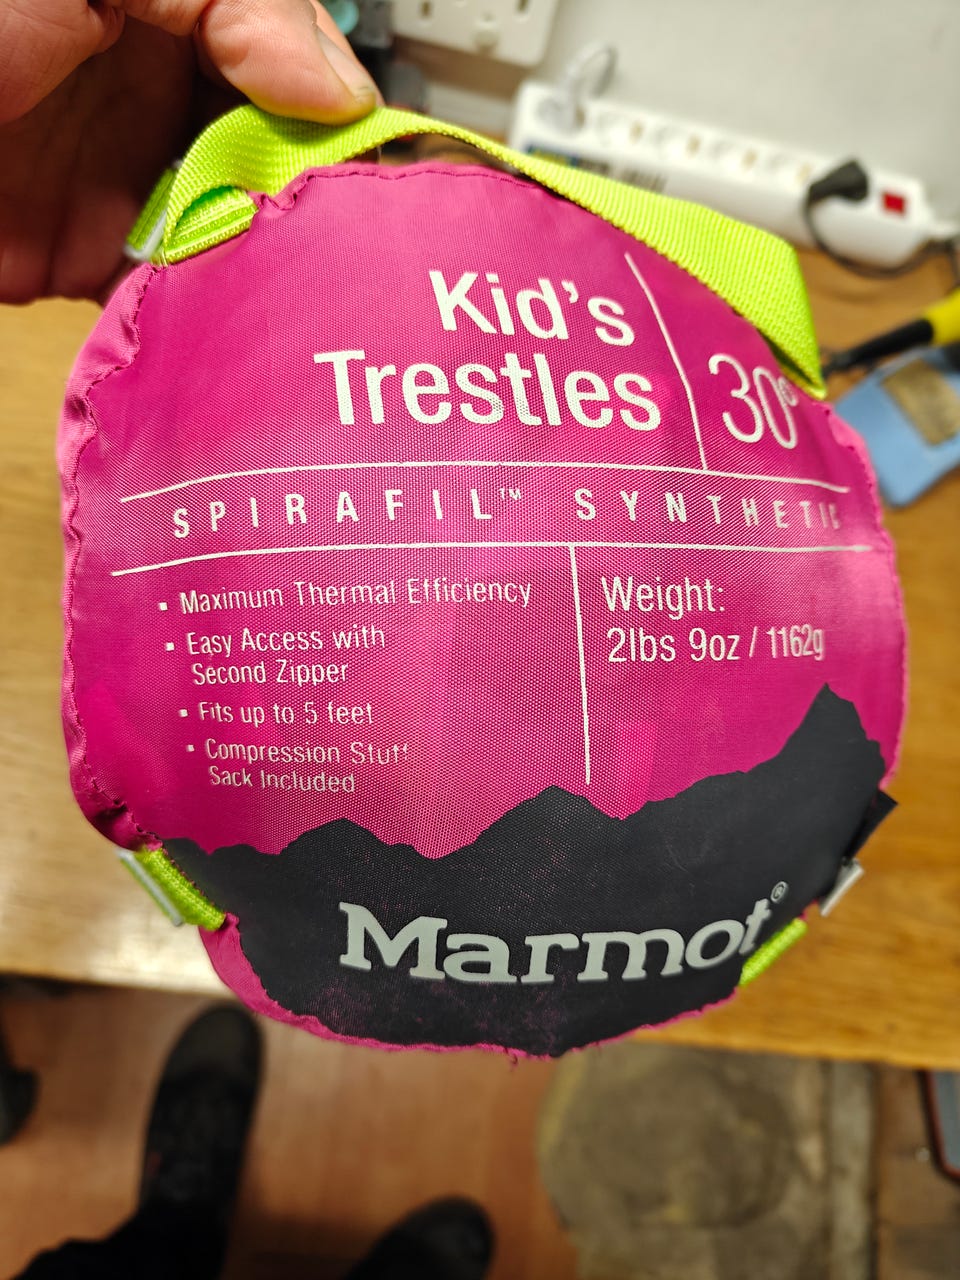 Kid's
Trestles
30°
SPIRAFIL™ SYNTHETIC
▪ Maximum Thermal Efficiency
▪ Easy Access with
Second Zipper
▪ Fits up to 5 feet
▪ Compression Stuff
Sack Included
Weight:
2lbs 9oz / 1162g
Marmot®